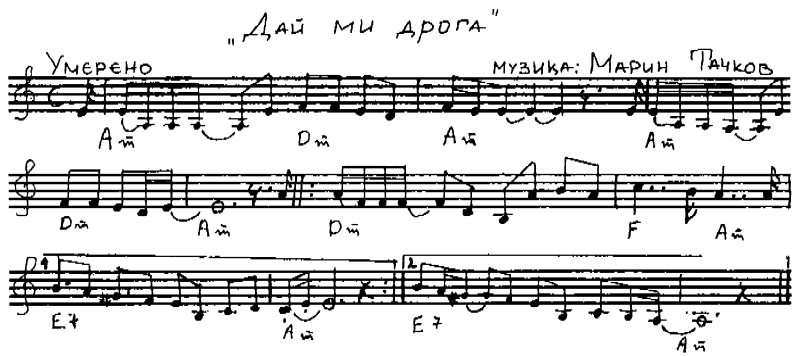 „Дай ми дрога"
Умерено музика: Марин Тачков
Am Dm Am Am
Dm Am Dm F Am
1 2
E7 Am E7 Am